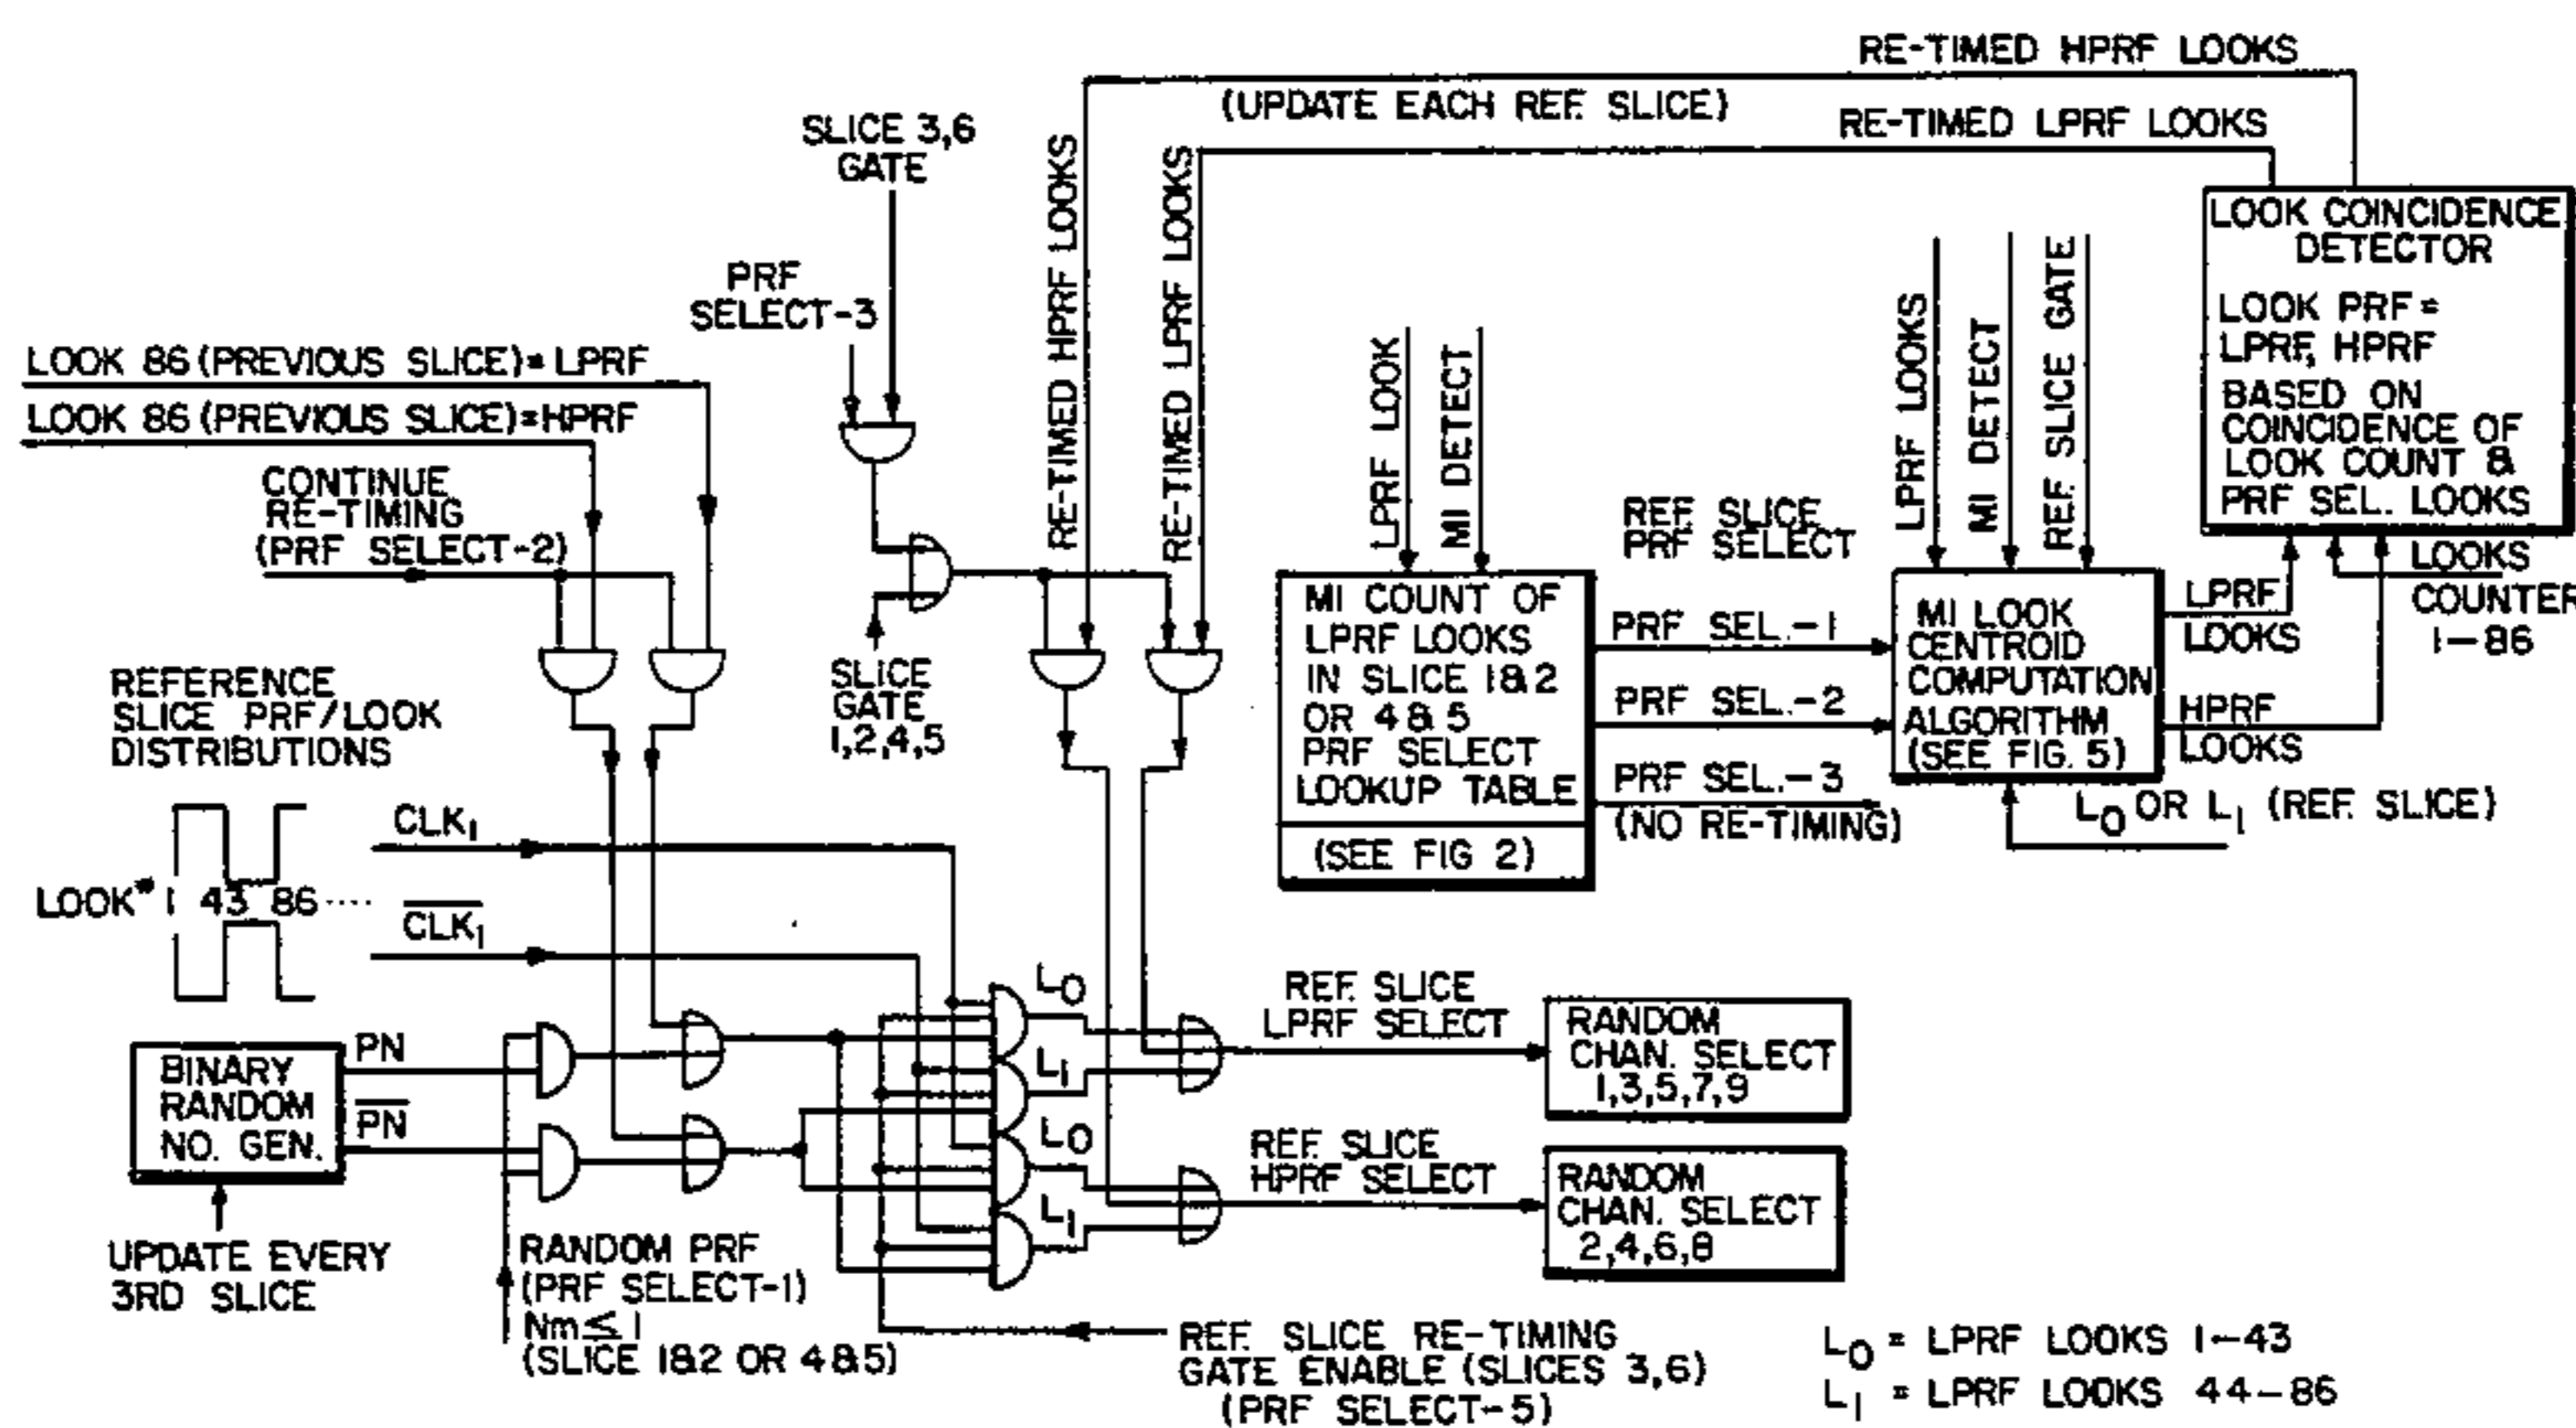 RE-TIMED HPRF LOOKS
(UPDATE EACH REF. SLICE)
RE-TIMED LPRF LOOKS
SLICE 3,6
GATE
PRF
SELECT-3
RE-TIMED HPRF LOOKS
RE-TIMED LPRF LOOKS
LOOK 86 (PREVIOUS SLICE)= LPRF
LOOK 86 (PREVIOUS SLICE)=HPRF
CONTINUE
RE-TIMING
(PRF SELECT-2)
SLICE
GATE
1,2,4,5
LPRF LOOK
MI DETECT
MI COUNT OF
LPRF LOOKS
IN SLICE 1&2
OR 4&5
PRF SELECT
LOOKUP TABLE
(SEE FIG 2)
REF. SLICE
PRF SELECT
PRF SEL.-1
PRF SEL.-2
PRF SEL.-3
(NO RE-TIMING)
LPRF LOOKS
MI DETECT
REF. SLICE GATE
MI LOOK
CENTROID
COMPUTATION
ALGORITHM
(SEE FIG. 5)
LPRF
LOOKS
HPRF
LOOKS
L0 OR L1 (REF. SLICE)
LOOK COINCIDENCE
DETECTOR
LOOK PRF =
LPRF, HPRF
BASED ON
COINCIDENCE OF
LOOK COUNT &
PRF SEL. LOOKS
LOOKS
COUNTER
1-86
REFERENCE
SLICE PRF/LOOK
DISTRIBUTIONS
LOOK# 1 43 86 ....
CLK1
C̅L̅K̅1̅
BINARY
RANDOM
NO. GEN.
PN
P̅N̅
UPDATE EVERY
3RD SLICE
RANDOM PRF
(PRF SELECT-1)
Nm ≤ 1
(SLICE 1&2 OR 4&5)
L0
L1
L0
L1
REF. SLICE
LPRF SELECT
REF. SLICE
HPRF SELECT
RANDOM
CHAN. SELECT
1,3,5,7,9
RANDOM
CHAN. SELECT
2,4,6,8
REF. SLICE RE-TIMING
GATE ENABLE (SLICES 3,6)
(PRF SELECT-5)
L0 = LPRF LOOKS 1-43
L1 = LPRF LOOKS 44-86